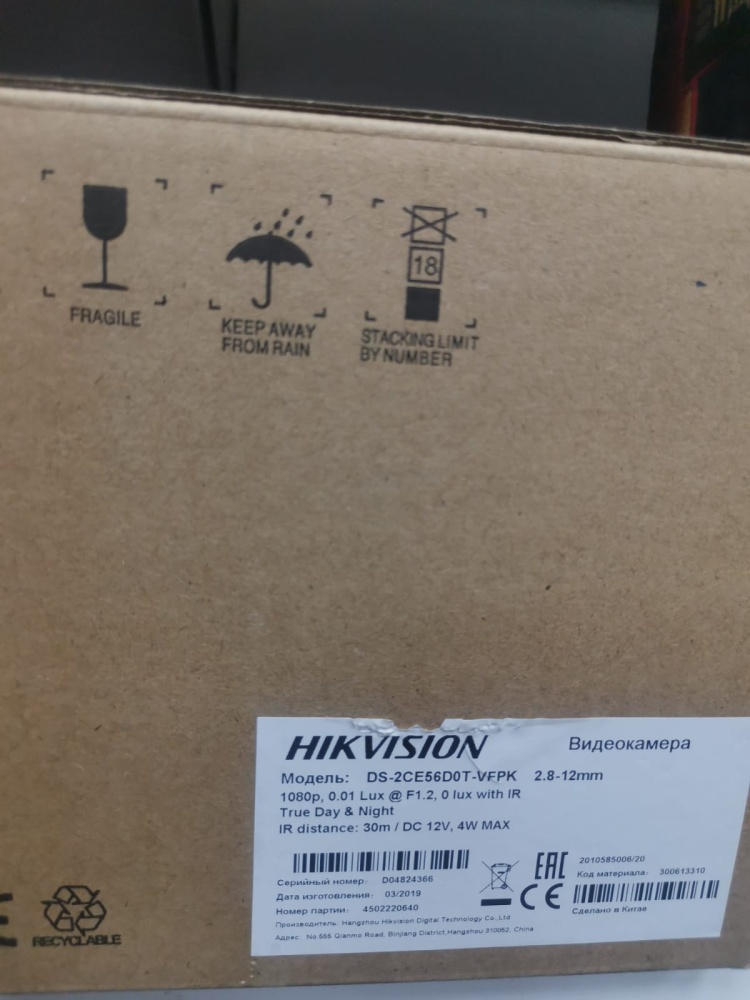 FRAGILE
KEEP AWAY
FROM RAIN
18
STACKING LIMIT
BY NUMBER
HIKVISION
Видеокамера
Модель: DS-2CE56D0T-VFPK 2.8-12mm
1080p, 0.01 Lux @ F1.2, 0 lux with IR
True Day & Night
IR distance: 30m / DC 12V, 4W MAX
Серийный номер: D04824366
Дата изготовления: 03/2019
Номер партии: 4502220640
EAC
CE
2010585006/20
Код материала: 300613310
Сделано в Китае
Производитель: Hangzhou Hikvision Digital Technology Co.,Ltd
Адрес: No.555 Qianmo Road, Binjiang District, Hangzhou 310052, China
RECYCLABLE